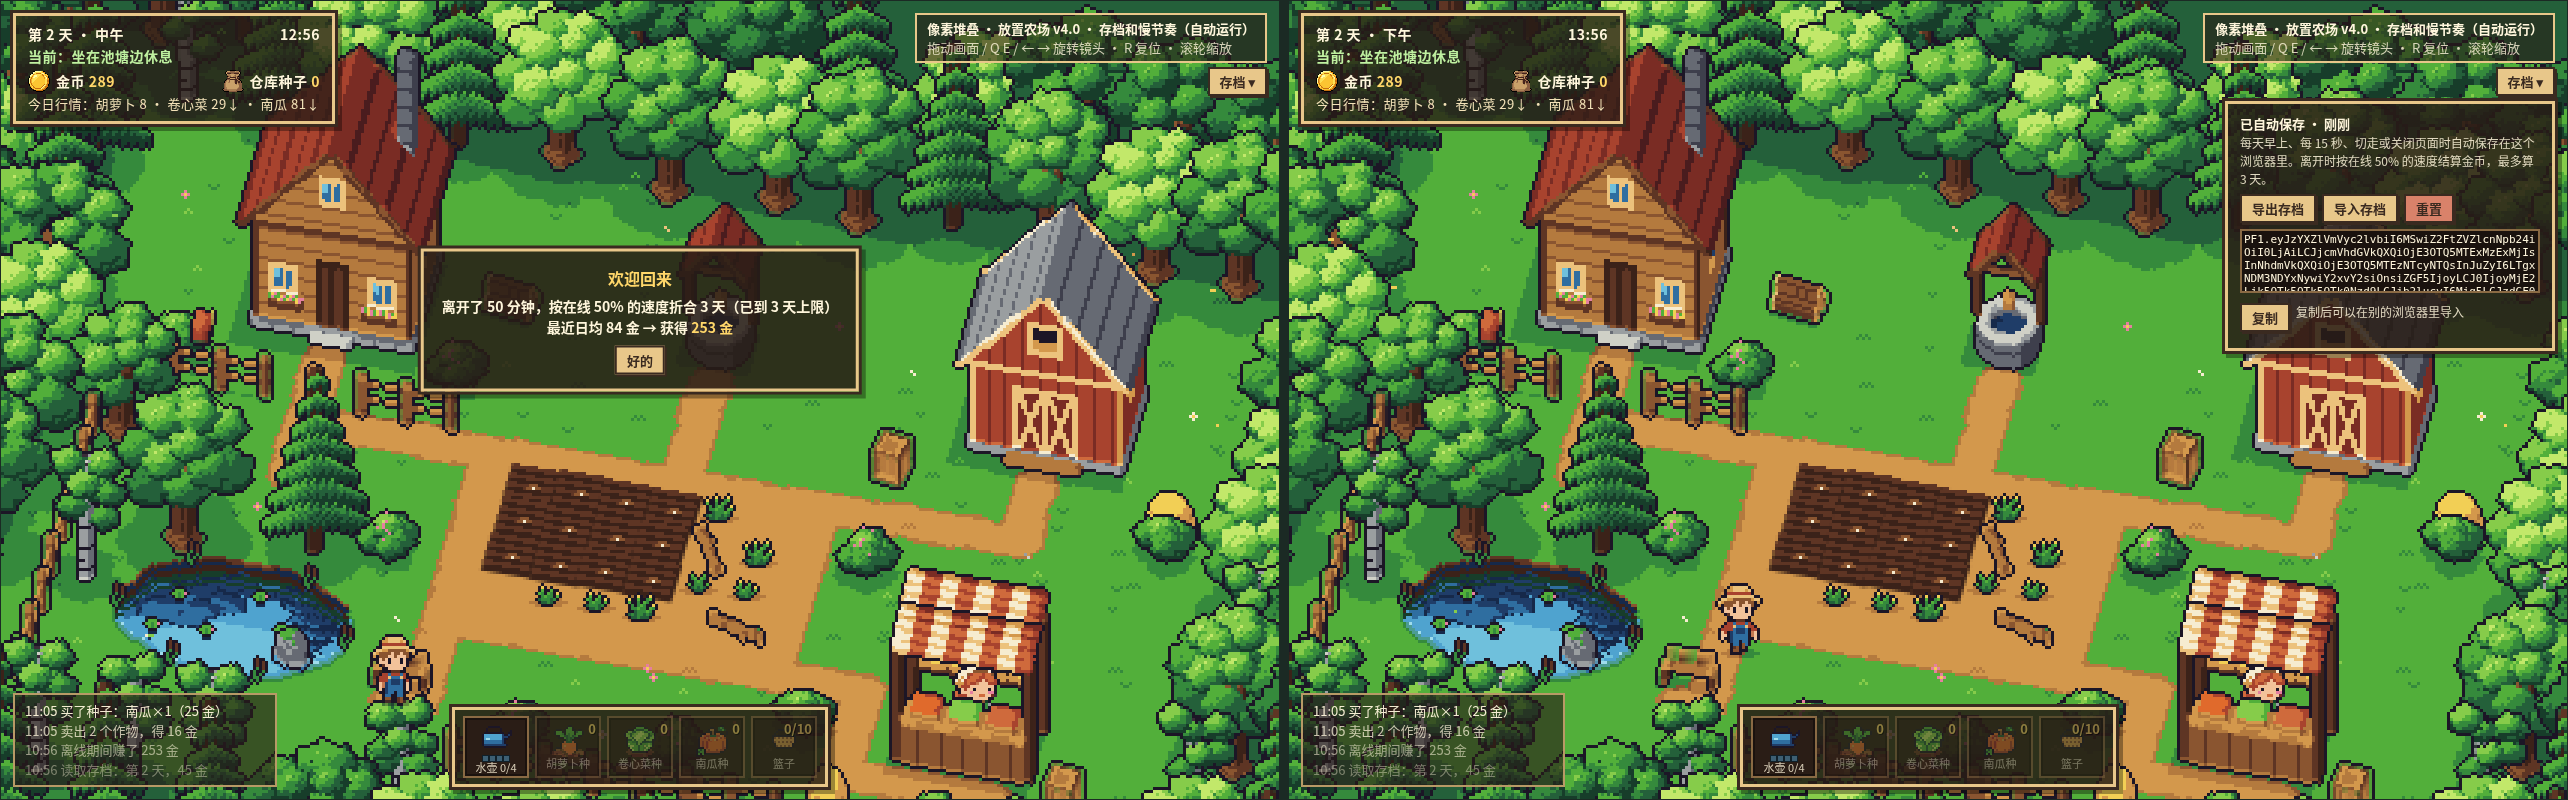 第 2 天 · 中午 12:56
当前：坐在池塘边休息
金币 289 仓库种子 0
今日行情：胡萝卜 8 · 卷心菜 29↓ · 南瓜 81↓
像素堆叠 · 放置农场 v4.0 · 存档和慢节奏（自动运行）
拖动画面 / Q E / ←→ 旋转镜头 · R 复位 · 滚轮缩放
存档 ▾
欢迎回来
离开了 50 分钟，按在线 50% 的速度折合 3 天（已到 3 天上限）
最近日均 84 金 → 获得 253 金
好的
11:05 买了种子：南瓜×1（25 金）
11:05 卖出 2 个作物，得 16 金
10:56 离线期间赚了 253 金
10:56 读取存档：第 2 天，45 金
0 0 0 0/10
水壶 0/4 胡萝卜种 卷心菜种 南瓜种 篮子
第 2 天 · 下午 13:56
当前：坐在池塘边休息
金币 289 仓库种子 0
今日行情：胡萝卜 8 · 卷心菜 29↓ · 南瓜 81↓
像素堆叠 · 放置农场 v4.0 · 存档和慢节奏（自动运行）
拖动画面 / Q E / ←→ 旋转镜头 · R 复位 · 滚轮缩放
存档 ▾
已自动保存 · 刚刚
每天早上、每 15 秒、切走或关闭页面时自动保存在这个
浏览器里。离开时按在线 50% 的速度结算金币，最多算
3 天。
导出存档 导入存档 重置
PF1.eyJzYXZlVmVyc2lvbiI6MSwiZ2FtZVZlcnNpb24i
OiI0LjAiLCJjcmVhdGVkQXQiOjE3OTQ5MTExMzExMjIs
InNhdmVkQXQiOjE3OTQ5MTEzNTcyNTQsInJuZyI6LTgx
NDM3NDYxNywiY2xvY2siOnsiZGF5IjoyLCJ0IjoyMjE2
复制 复制后可以在别的浏览器里导入
11:05 买了种子：南瓜×1（25 金）
11:05 卖出 2 个作物，得 16 金
10:56 离线期间赚了 253 金
10:56 读取存档：第 2 天，45 金
0 0 0 0/10
水壶 0/4 胡萝卜种 卷心菜种 南瓜种 篮子